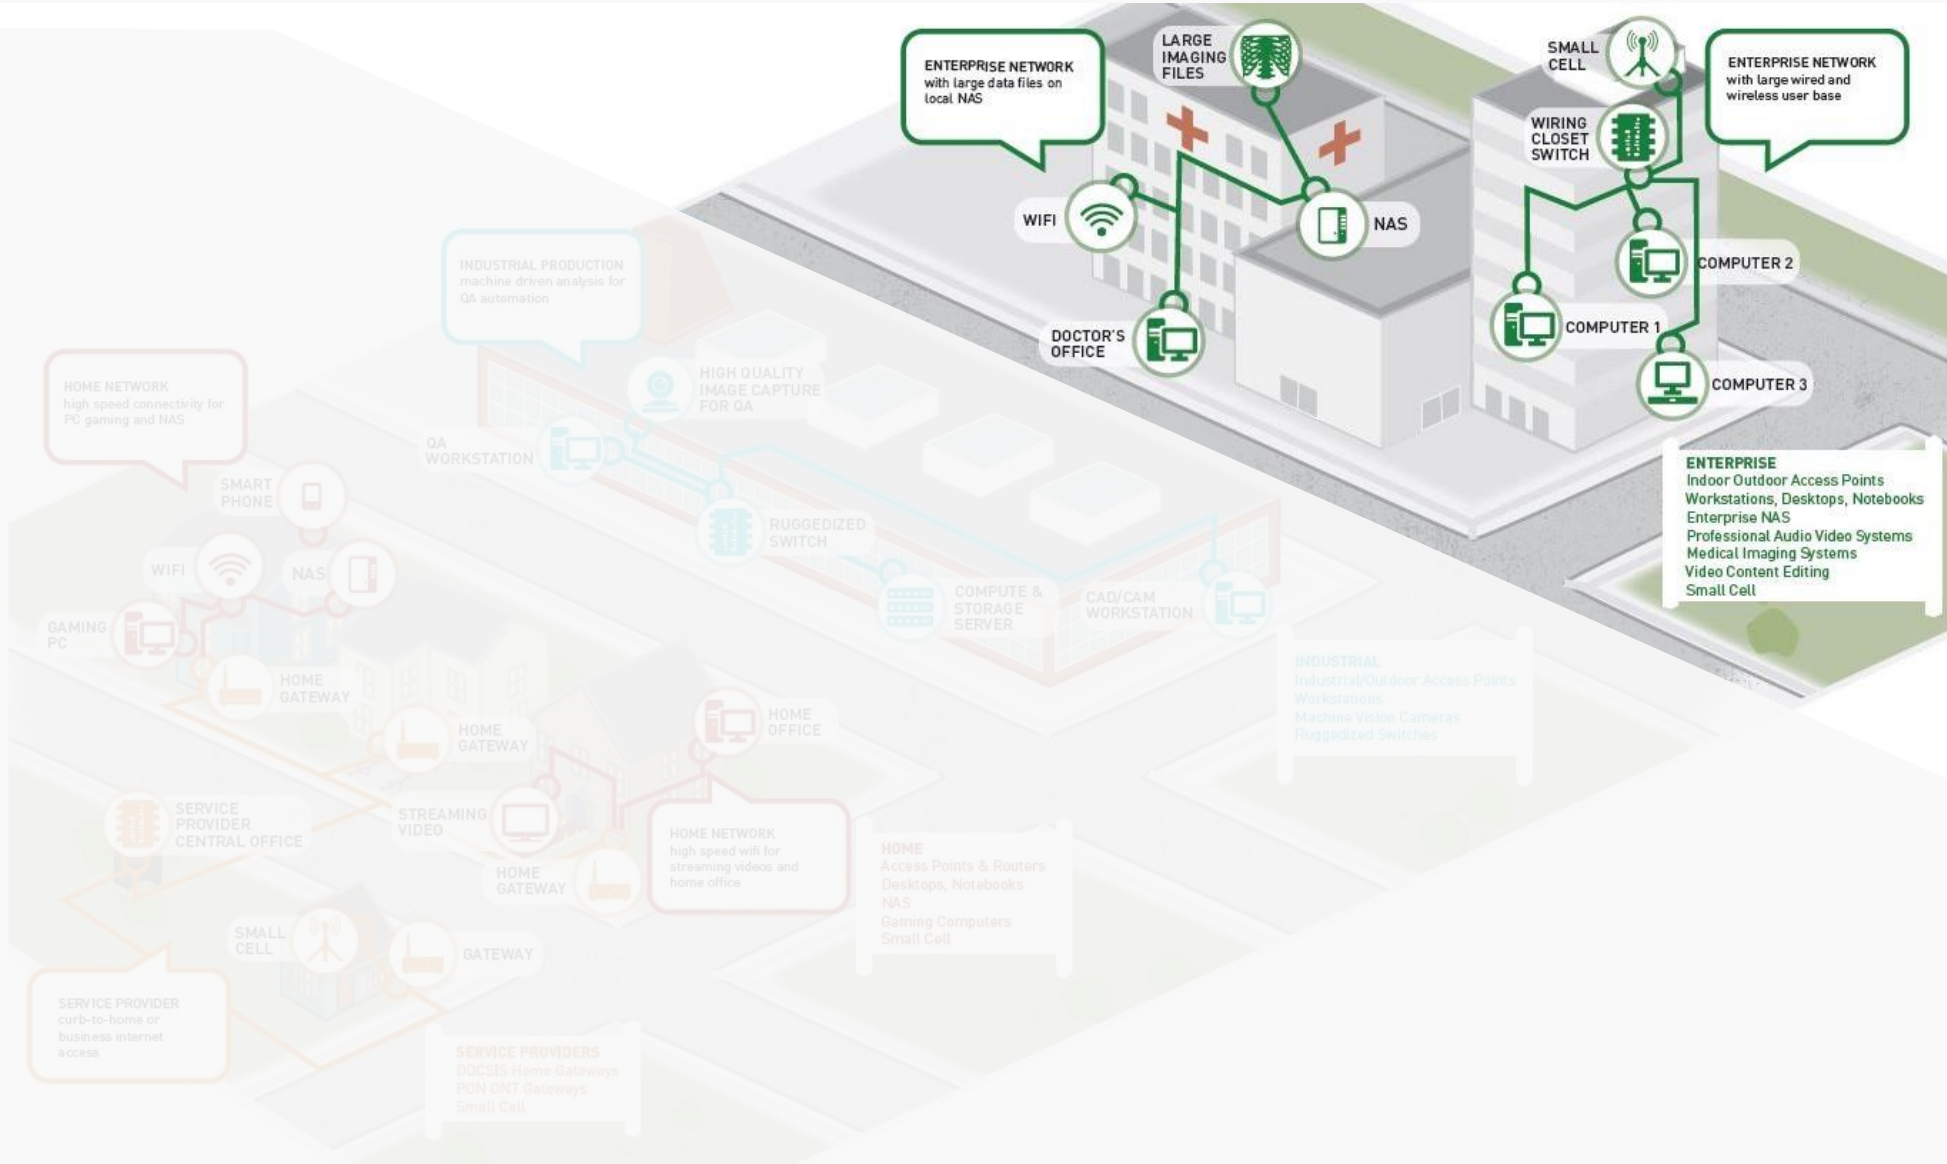 ENTERPRISE NETWORK
with large data files on
local NAS
LARGE
IMAGING
FILES
SMALL
CELL
ENTERPRISE NETWORK
with large wired and
wireless user base
WIRING
CLOSET
SWITCH
WIFI
NAS
COMPUTER 2
DOCTOR'S
OFFICE
COMPUTER 1
COMPUTER 3
ENTERPRISE
Indoor Outdoor Access Points
Workstations, Desktops, Notebooks
Enterprise NAS
Professional Audio Video Systems
Medical Imaging Systems
Video Content Editing
Small Cell
INDUSTRIAL PRODUCTION
machine driven analysis for
QA automation
HIGH QUALITY
IMAGE CAPTURE
FOR QA
QA
WORKSTATION
RUGGEDIZED
SWITCH
COMPUTE &
STORAGE
SERVER
CAD/CAM
WORKSTATION
INDUSTRIAL
Industrial/Outdoor Access Points
Workstations
Machine Vision Cameras
Ruggedized Switches
HOME NETWORK
high speed connectivity for
PC gaming and NAS
SMART
PHONE
WIFI
NAS
GAMING
PC
HOME
GATEWAY
HOME
GATEWAY
HOME
OFFICE
STREAMING
VIDEO
HOME
GATEWAY
HOME NETWORK
high speed wifi for
streaming videos and
home office
HOME
Access Points & Routers
Desktops, Notebooks
NAS
Gaming Computers
Small Cell
SERVICE
PROVIDER
CENTRAL OFFICE
SMALL
CELL
GATEWAY
SERVICE PROVIDER
curb-to-home or
business internet
access
SERVICE PROVIDERS
DOCSIS Home Gateways
PON ONT Gateways
Small Cell